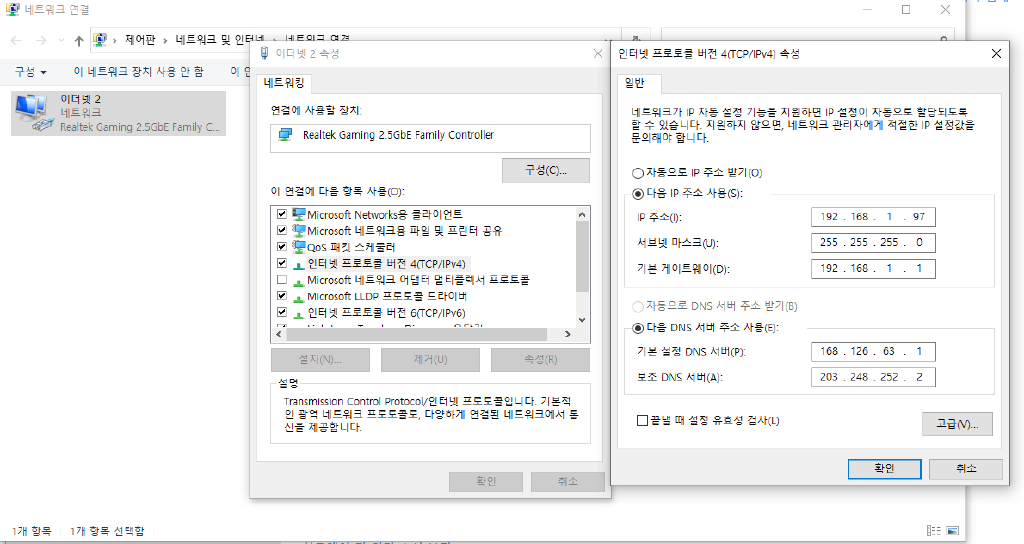 네트워크 연결
제어판 > 네트워크 및 인터넷 > 네트워크 연결
구성
이 네트워크 장치 사용 안 함
이 연
이더넷 2
네트워크
Realtek Gaming 2.5GbE Family C...
1개 항목
1개 항목 선택함
이더넷 2 속성
네트워킹
연결에 사용할 장치:
Realtek Gaming 2.5GbE Family Controller
구성(C)...
이 연결에 다음 항목 사용(O):
Microsoft Networks용 클라이언트
Microsoft 네트워크용 파일 및 프린터 공유
QoS 패킷 스케줄러
인터넷 프로토콜 버전 4(TCP/IPv4)
Microsoft 네트워크 어댑터 멀티플렉서 프로토콜
Microsoft LLDP 프로토콜 드라이버
인터넷 프로토콜 버전 6(TCP/IPv6)
설치(N)...
제거(U)
속성(R)
설명
Transmission Control Protocol/인터넷 프로토콜입니다. 기본적
인 광역 네트워크 프로토콜로, 다양하게 연결된 네트워크에서 통
신을 제공합니다.
확인
취소
인터넷 프로토콜 버전 4(TCP/IPv4) 속성
일반
네트워크가 IP 자동 설정 기능을 지원하면 IP 설정이 자동으로 할당되도록
할 수 있습니다. 지원하지 않으면, 네트워크 관리자에게 적절한 IP 설정값을
문의해야 합니다.
자동으로 IP 주소 받기(O)
다음 IP 주소 사용(S):
IP 주소(I): 192 . 168 . 1 . 97
서브넷 마스크(U): 255 . 255 . 255 . 0
기본 게이트웨이(D): 192 . 168 . 1 . 1
자동으로 DNS 서버 주소 받기(B)
다음 DNS 서버 주소 사용(E):
기본 설정 DNS 서버(P): 168 . 126 . 63 . 1
보조 DNS 서버(A): 203 . 248 . 252 . 2
끝낼 때 설정 유효성 검사(L)
고급(V)...
확인
취소